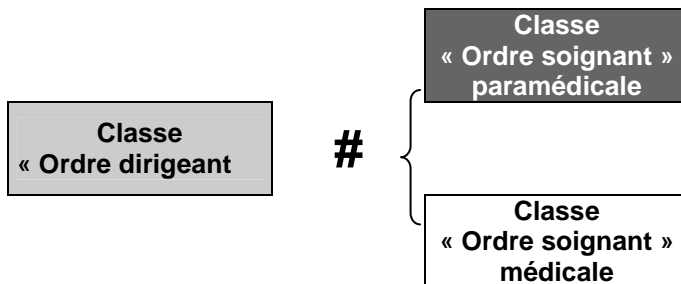 Classe
« Ordre soignant »
paramédicale
Classe
« Ordre dirigeant
#
Classe
« Ordre soignant »
médicale